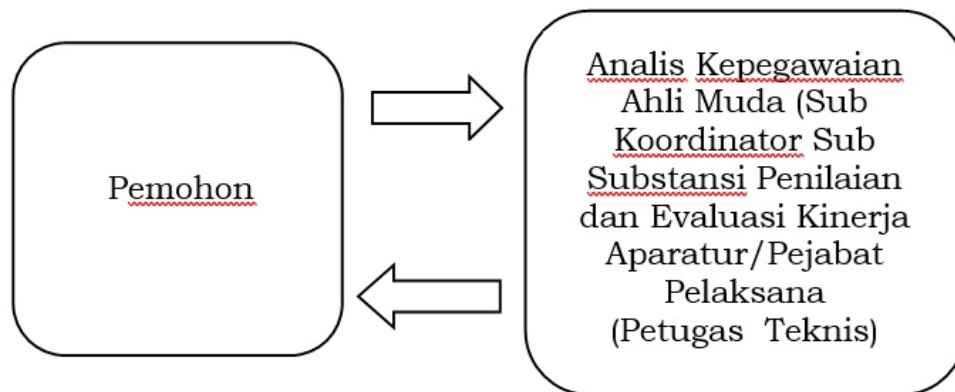 Pemohon
Analis Kepegawaian
Ahli Muda (Sub
Koordinator Sub
Substansi Penilaian
dan Evaluasi Kinerja
Aparatur/Pejabat
Pelaksana
(Petugas Teknis)